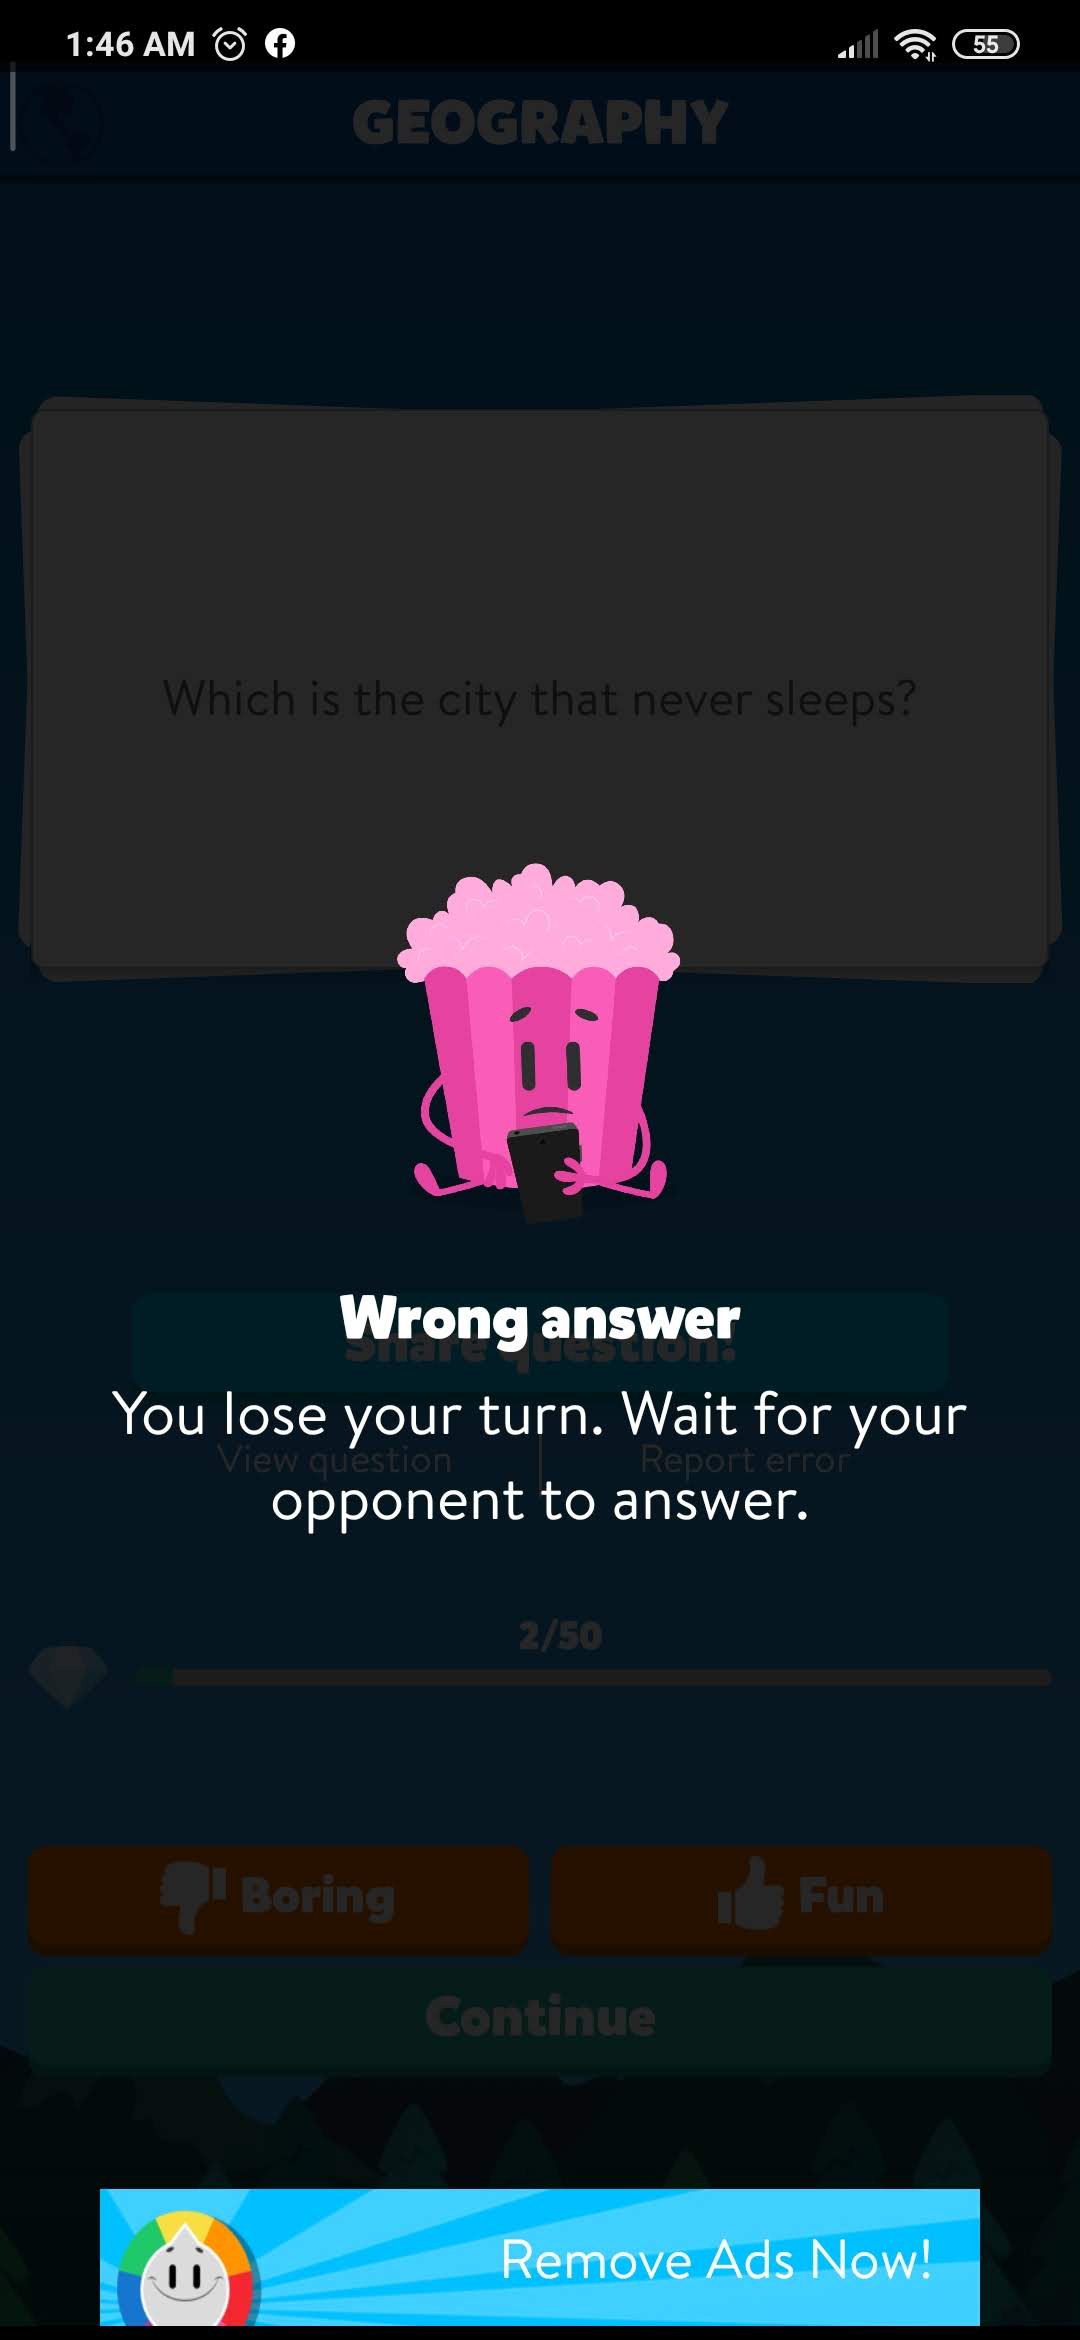 1:46 AM
55
GEOGRAPHY
Which is the city that never sleeps?
Wrong answer
Share question!
You lose your turn. Wait for your
View question
Report error
opponent to answer.
2/50
Boring
Fun
Continue
Remove Ads Now!